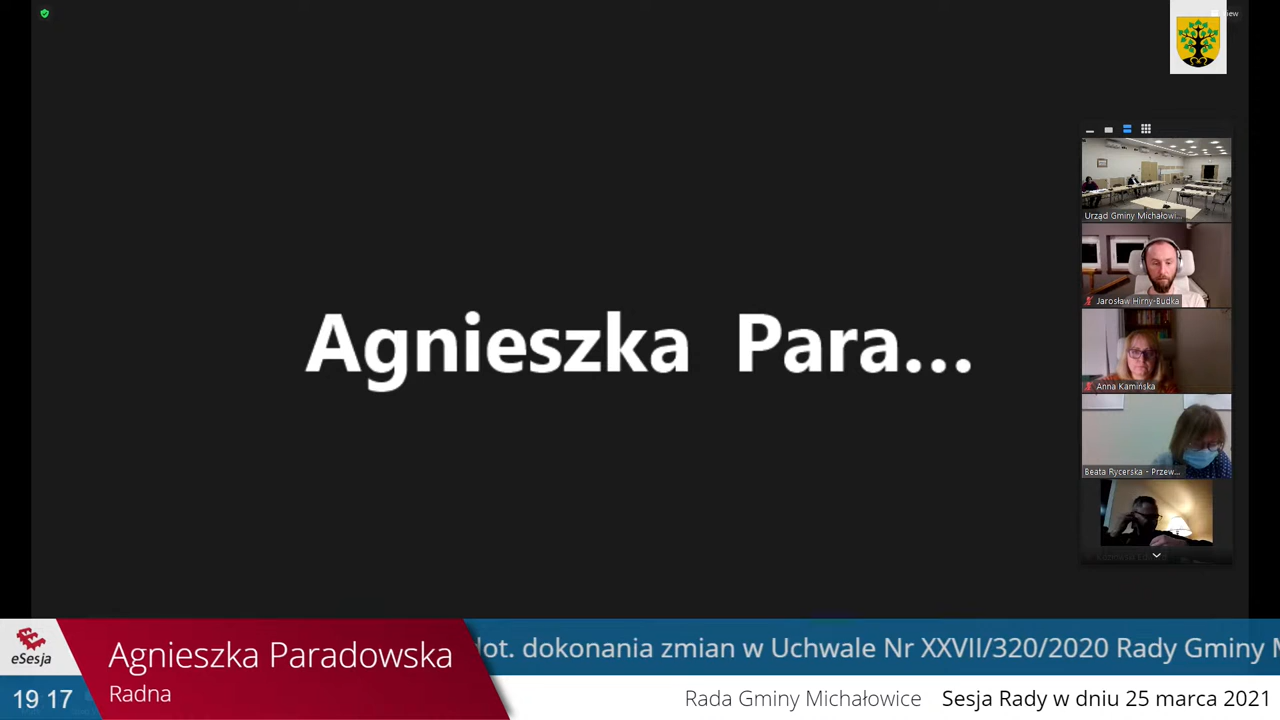 View
Urząd Gminy Michałowi...
Jarosław Hirny-Budka
Anna Kamińska
Beata Rycerska - Przew...
Agnieszka Para...
eSesja
Agnieszka Paradowska
Radna
dot. dokonania zmian w Uchwale Nr XXVII/320/2020 Rady Gminy
19 17
Rada Gminy Michałowice Sesja Rady w dniu 25 marca 2021